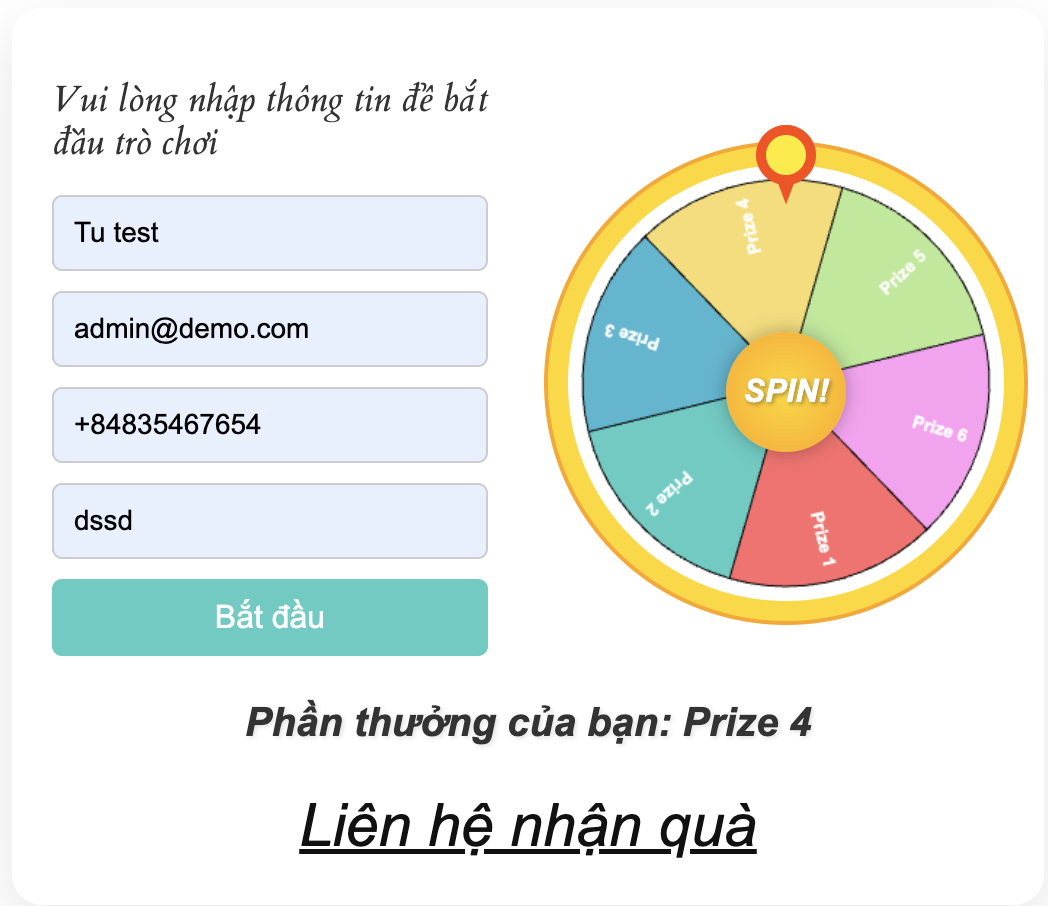 Vui lòng nhập thông tin để bắt
đầu trò chơi
Tu test
admin@demo.com
+84835467654
dssd
Bắt đầu
Prize 4
Prize 5
Prize 3
SPIN!
Prize 6
Prize 2
Prize 1
Phần thưởng của bạn: Prize 4
Liên hệ nhận quà